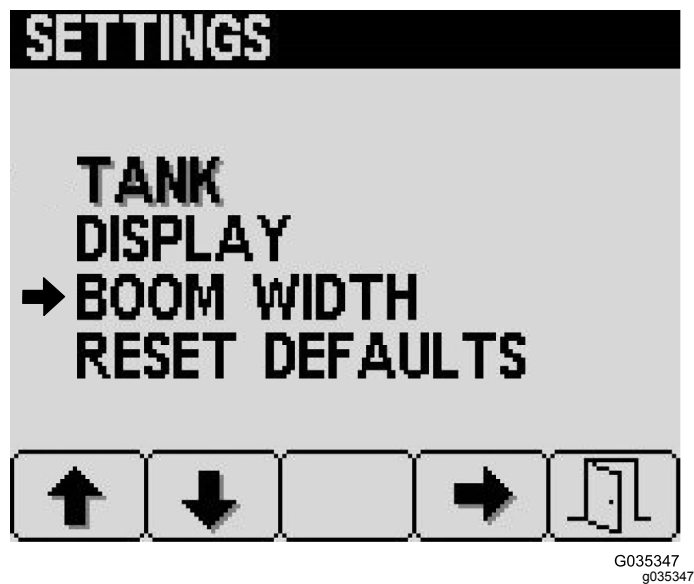 SETTINGS
TANK
DISPLAY
BOOM WIDTH
RESET DEFAULTS
G035347
g035347